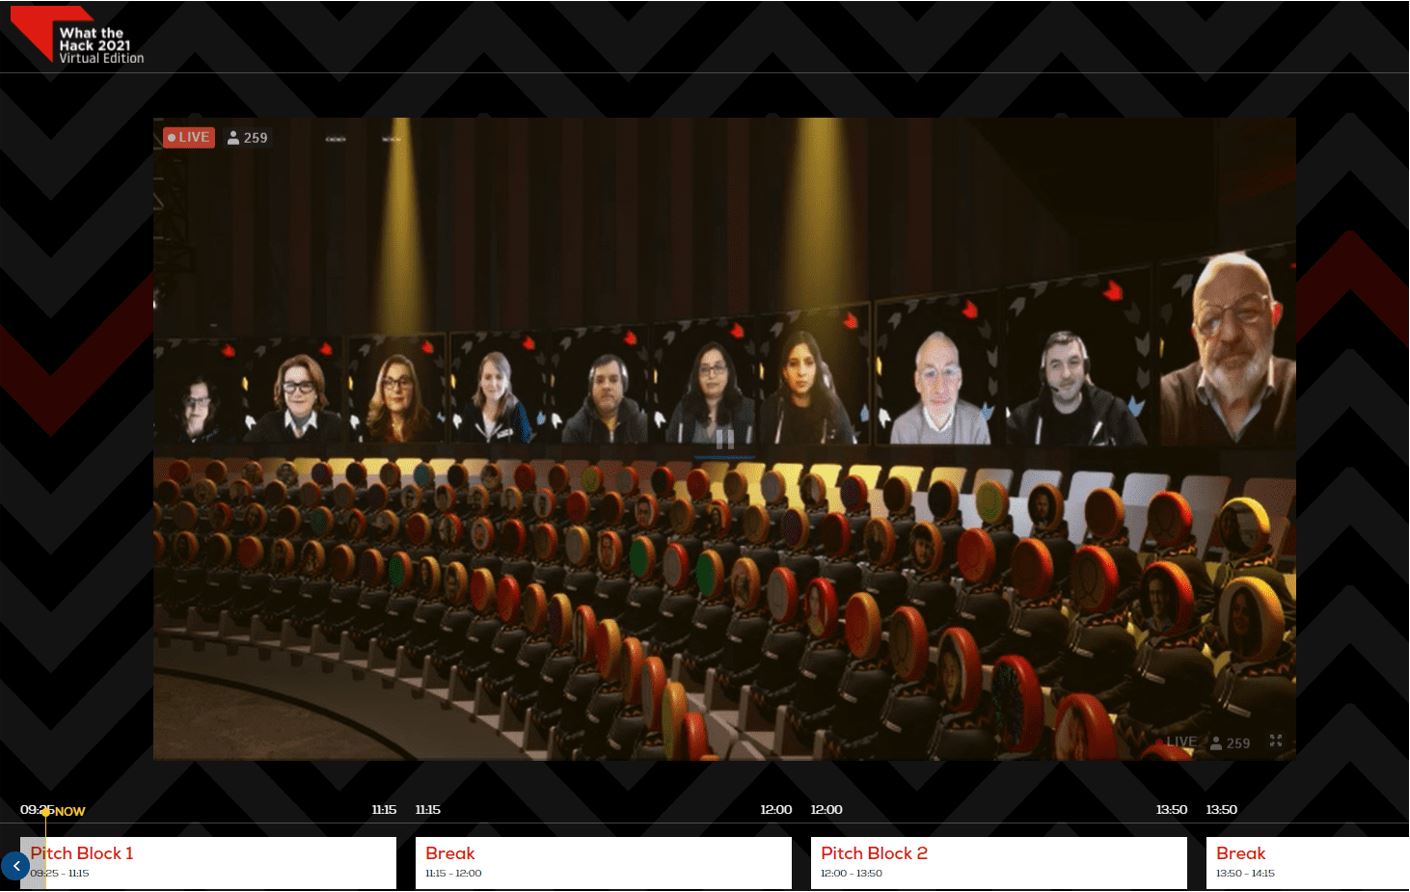 What the
Hack 2021
Virtual Edition
LIVE 259
LIVE 259
09:25 NOW 11:15 11:15 12:00 12:00 13:50 13:50
Pitch Block 1
09:25 - 11:15
Break
11:15 - 12:00
Pitch Block 2
12:00 - 13:50
Break
13:50 - 14:15